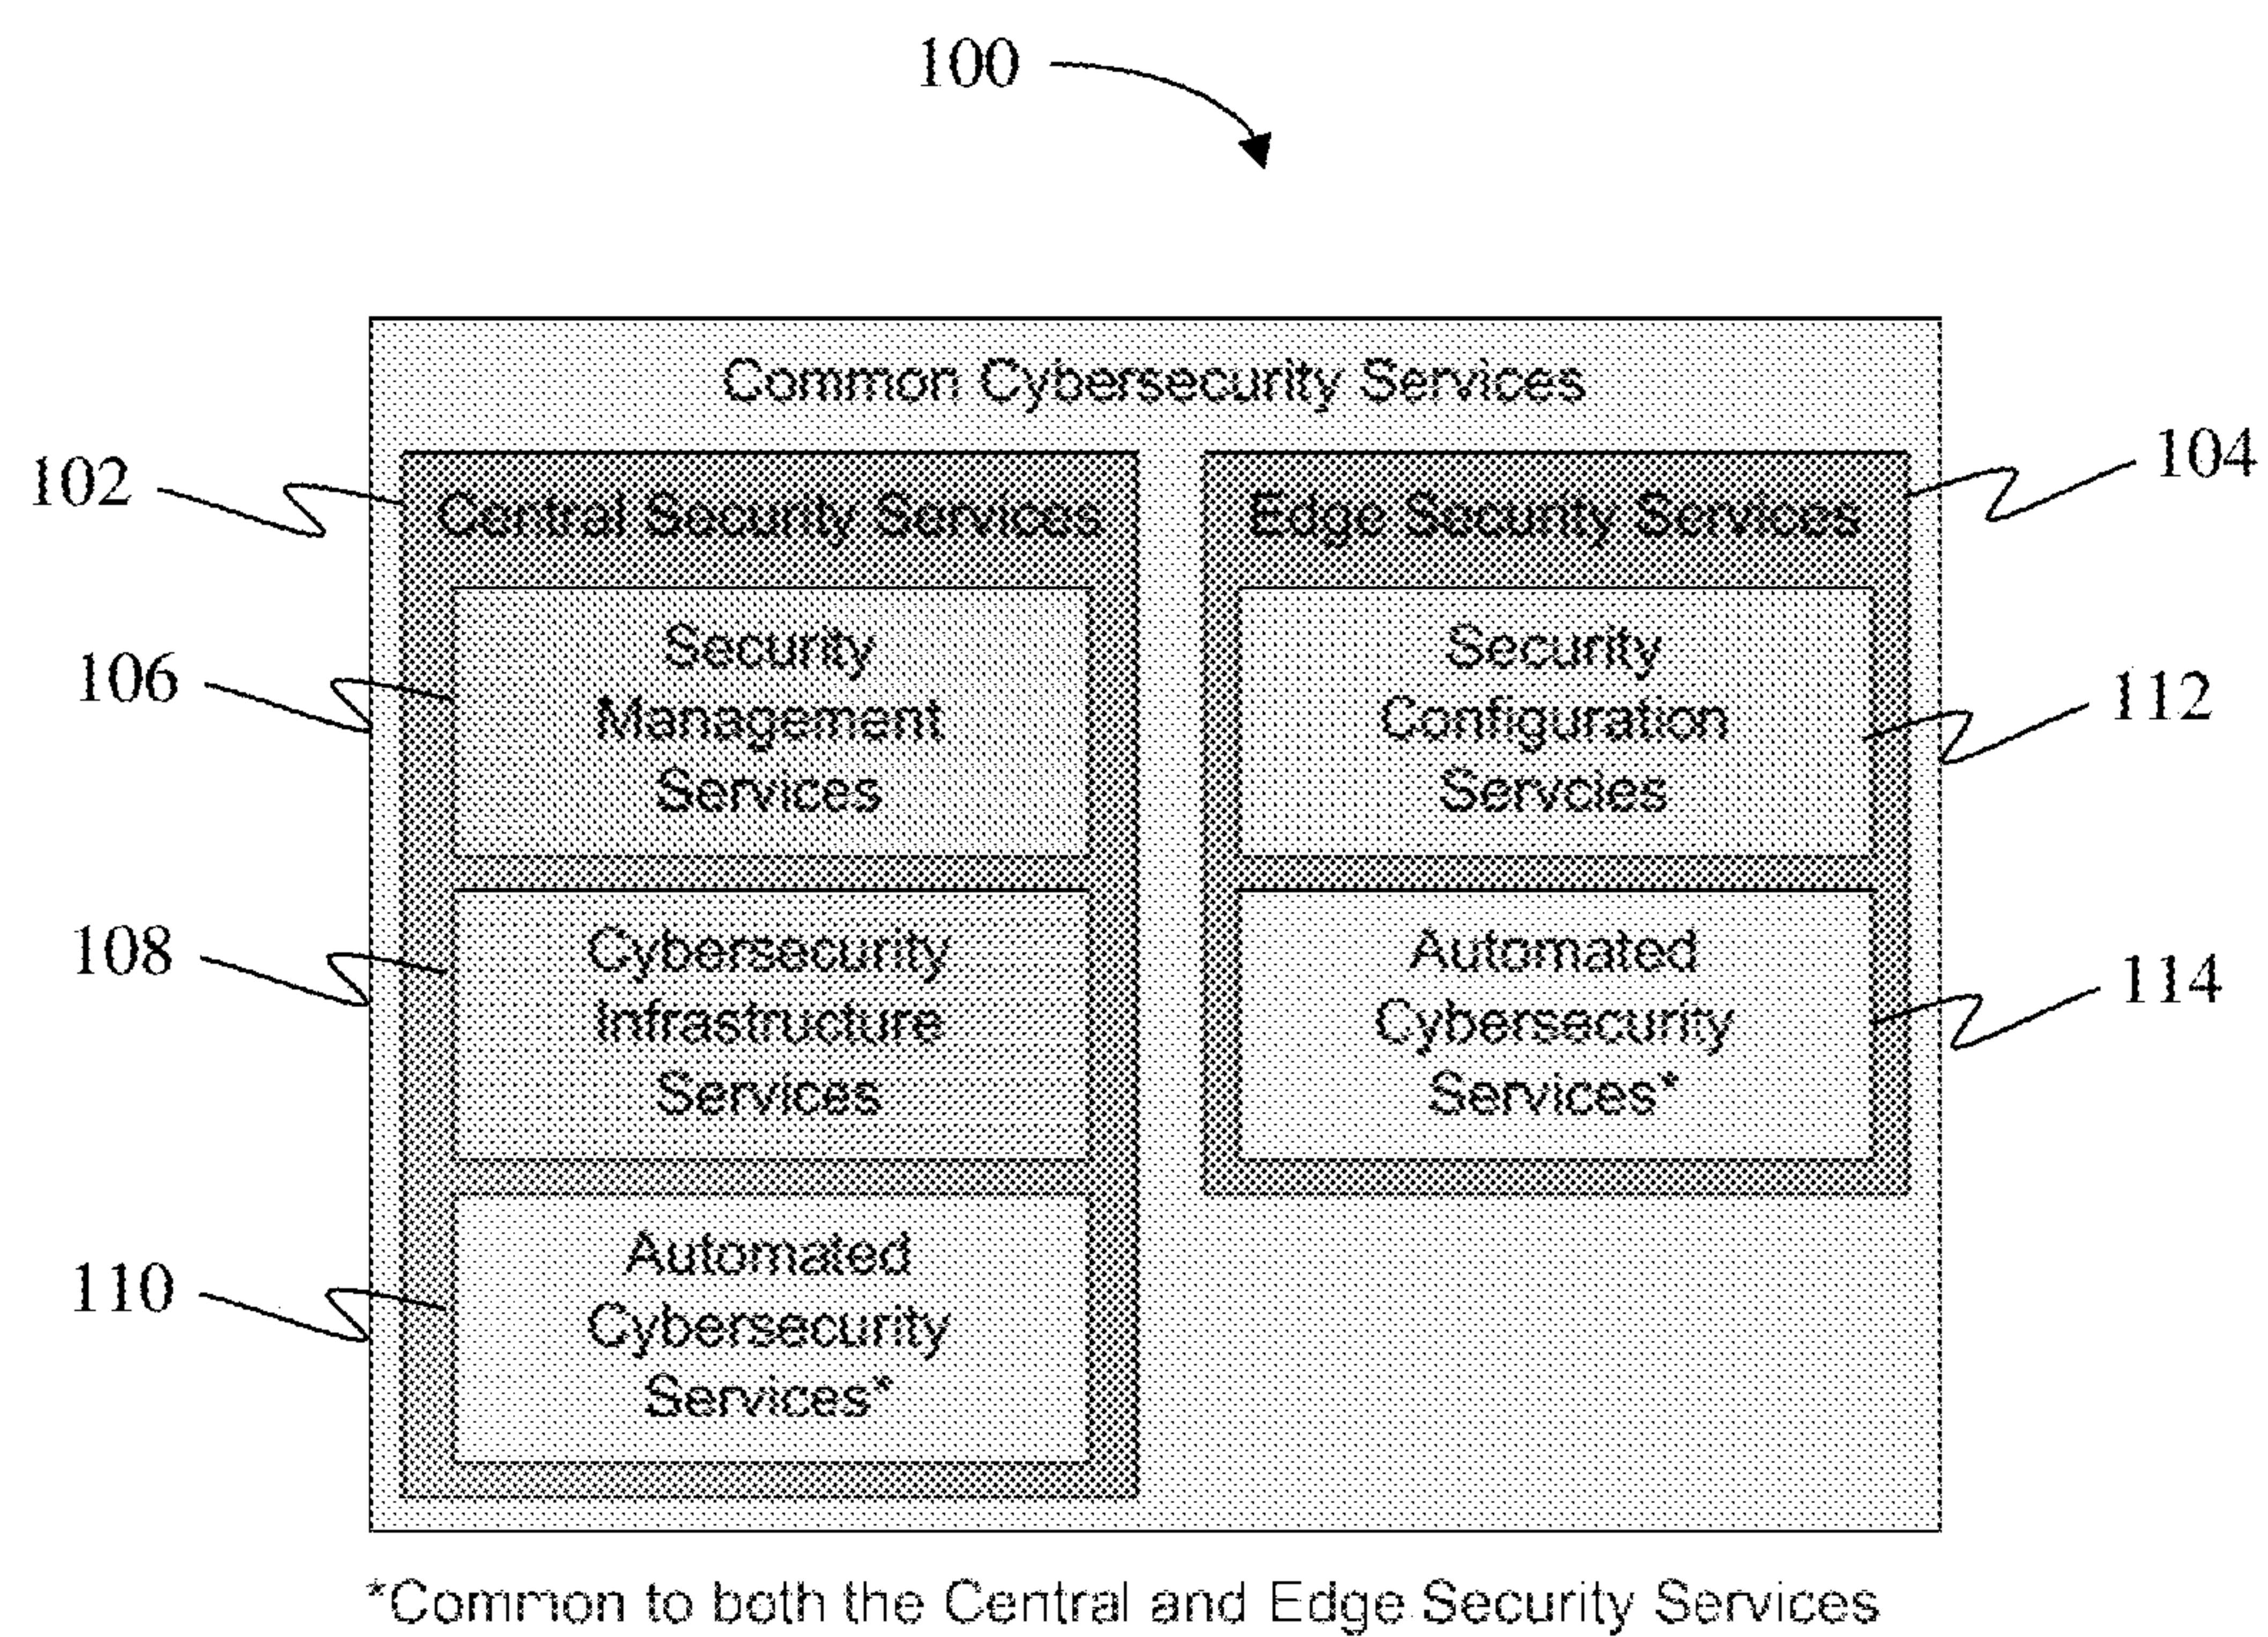 100
Common Cybersecurity Services
102
Central Security Services
106
Security
Management
Services
108
Cybersecurity
Infrastructure
Services
110
Automated
Cybersecurity
Services*
104
Edge Security Services
112
Security
Configuration
Servcies
114
Automated
Cybersecurity
Services*
*Common to both the Central and Edge Security Services